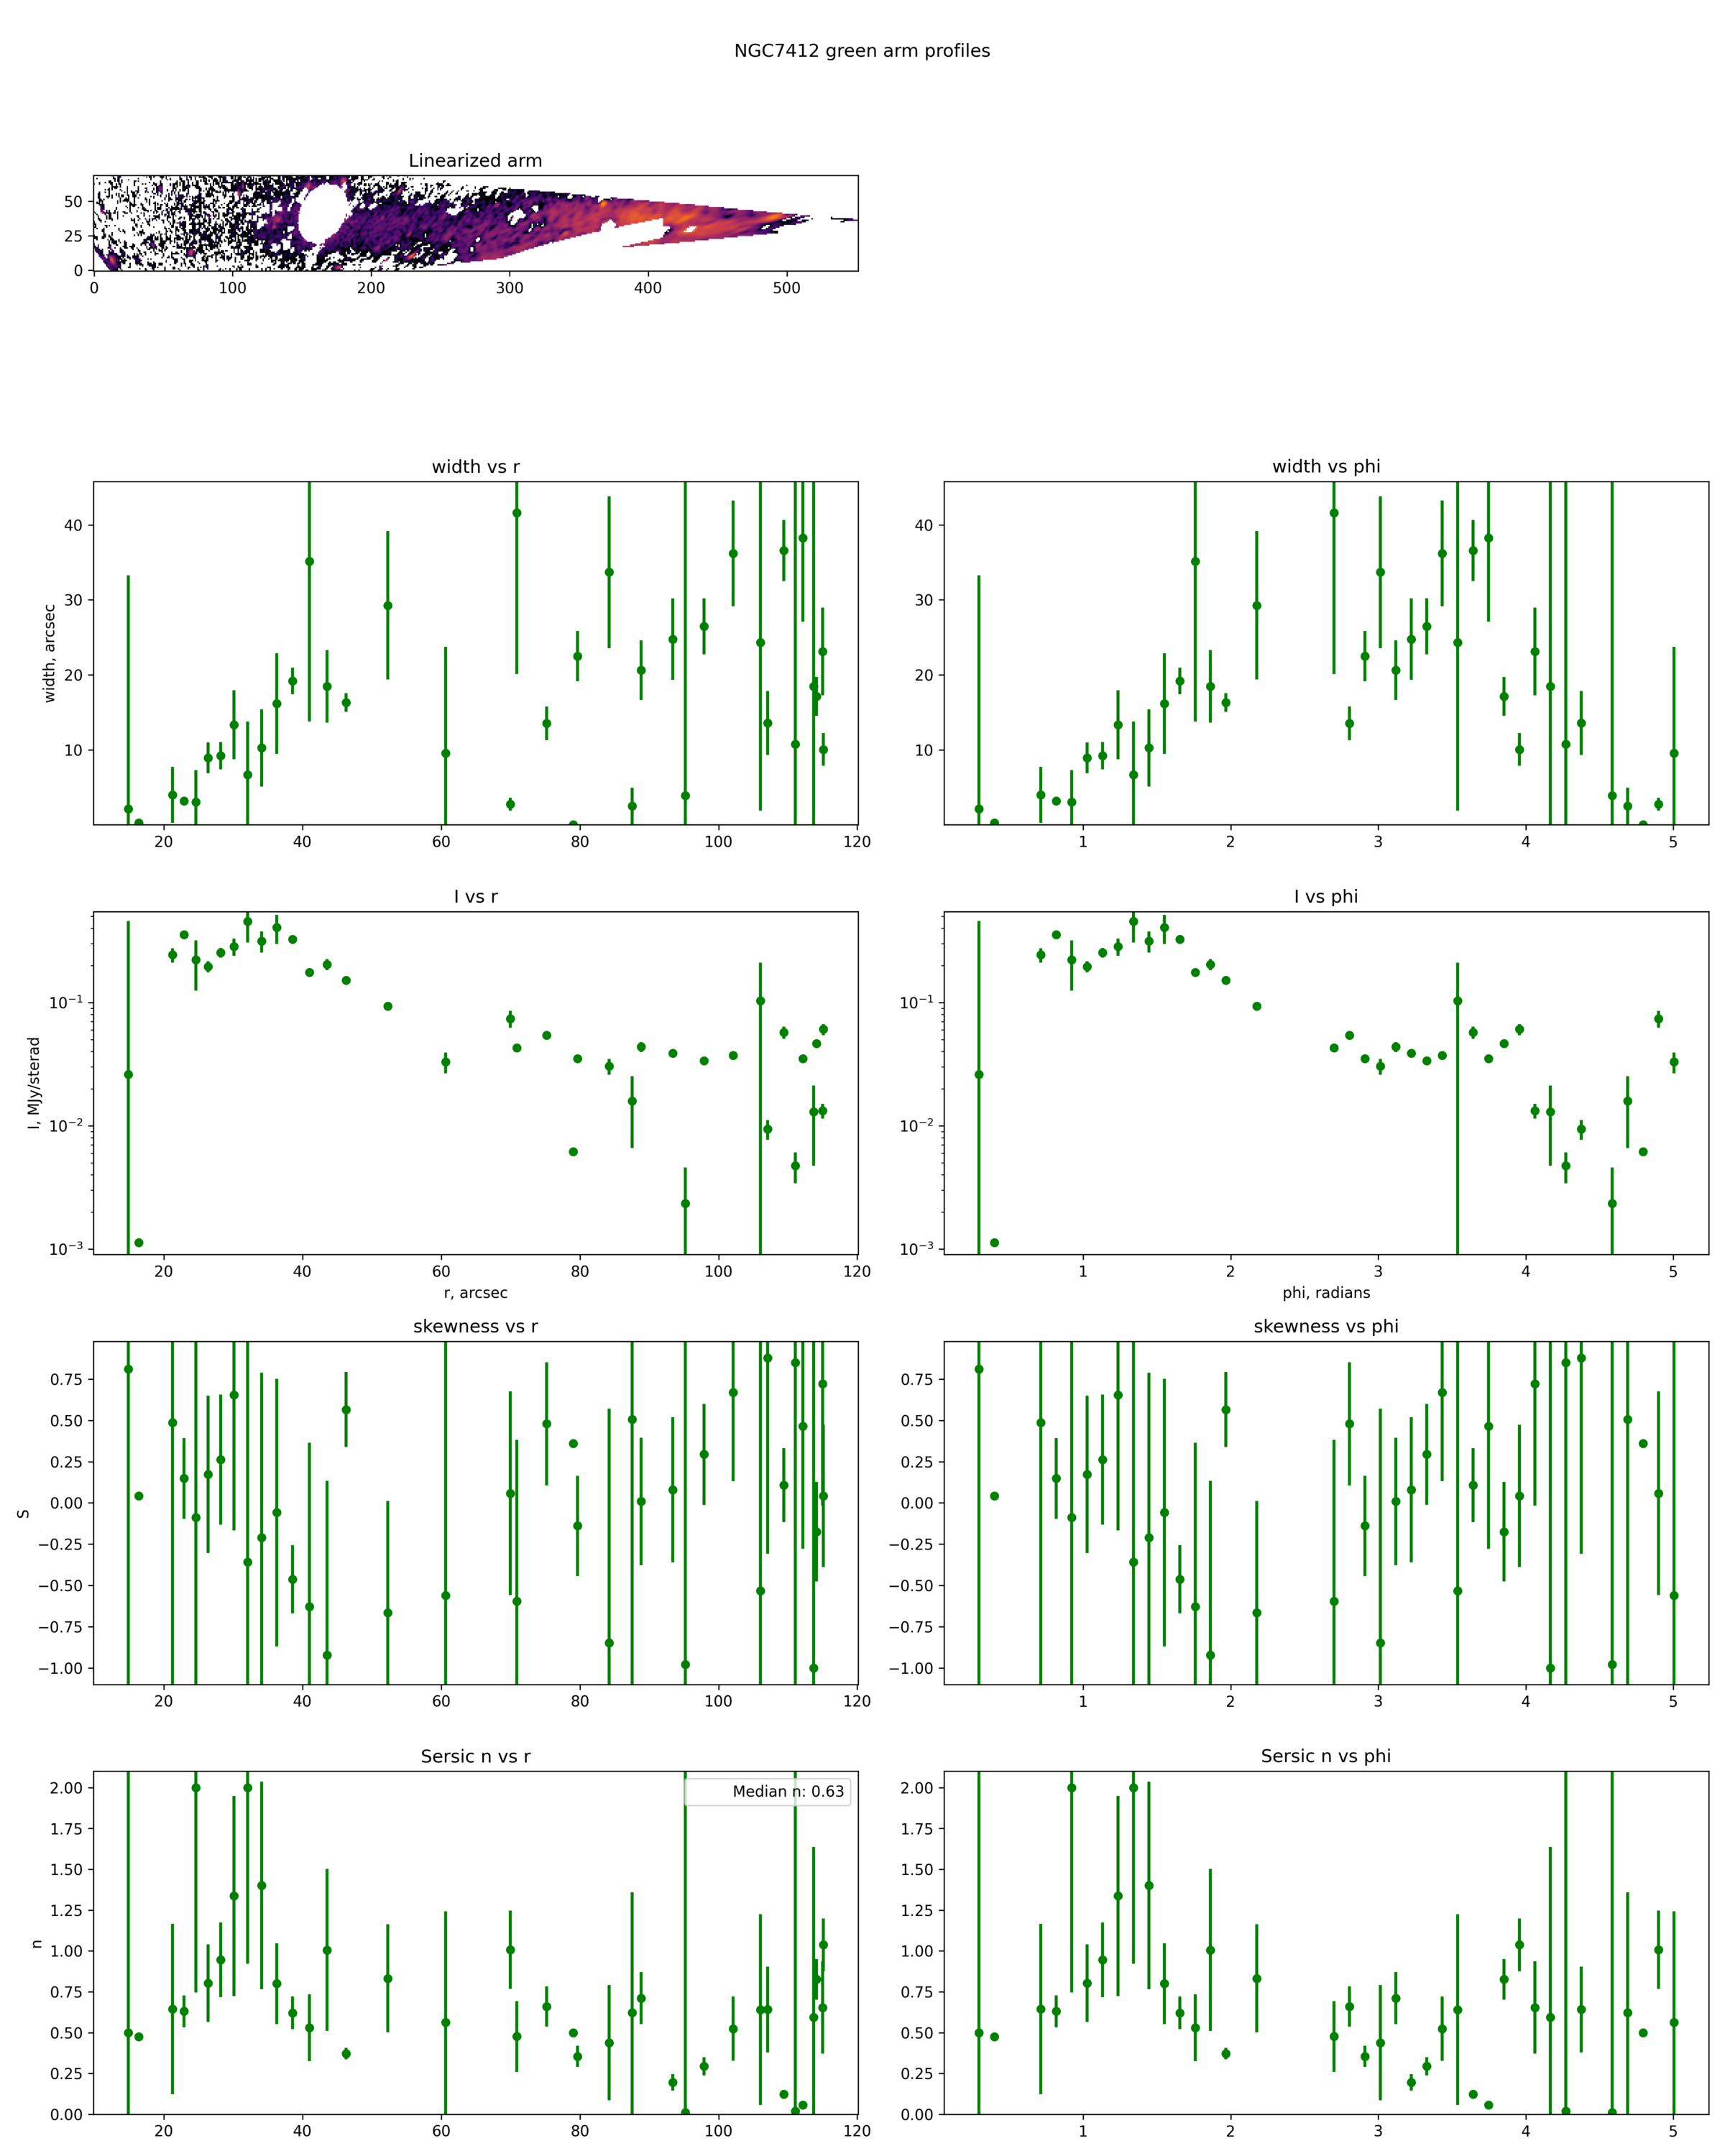 NGC7412 green arm profiles
Linearized arm
50
25
0
0 100 200 300 400 500
width vs r
width vs phi
width, arcsec
40
30
20
10
20 40 60 80 100 120
40
30
20
10
1 2 3 4 5
I vs r
I vs phi
I, MJy/sterad
10⁻¹
10⁻²
10⁻³
20 40 60 80 100 120
r, arcsec
10⁻¹
10⁻²
10⁻³
1 2 3 4 5
phi, radians
skewness vs r
skewness vs phi
S
0.75
0.50
0.25
0.00
−0.25
−0.50
−0.75
−1.00
20 40 60 80 100 120
0.75
0.50
0.25
0.00
−0.25
−0.50
−0.75
−1.00
1 2 3 4 5
Sersic n vs r
Sersic n vs phi
n
Median n: 0.63
2.00
1.75
1.50
1.25
1.00
0.75
0.50
0.25
0.00
20 40 60 80 100 120
2.00
1.75
1.50
1.25
1.00
0.75
0.50
0.25
0.00
1 2 3 4 5